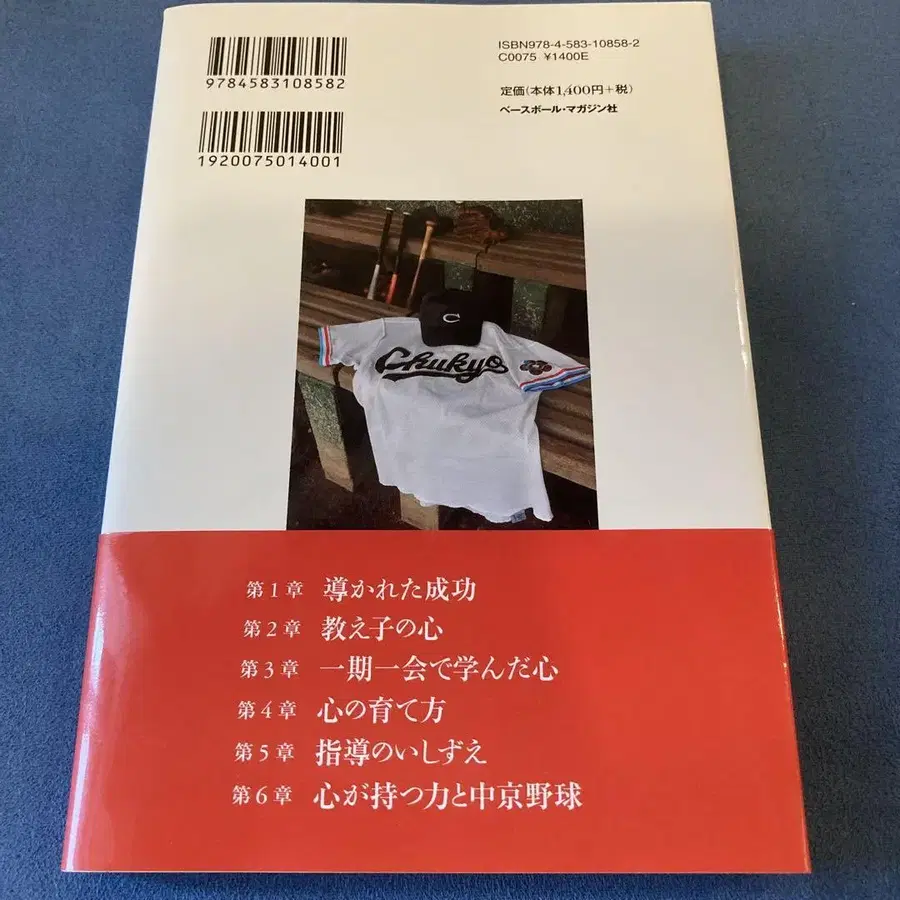 9784583108582
1920075014001
ISBN978-4-583-10858-2
C0075 ¥1400E
定価(本体1,400円+税)
ベースボール・マガジン社
C
Chukyo
第1章 導かれた成功
第2章 教え子の心
第3章 一期一会で学んだ心
第4章 心の育て方
第5章 指導のいしずえ
第6章 心が持つ力と中京野球